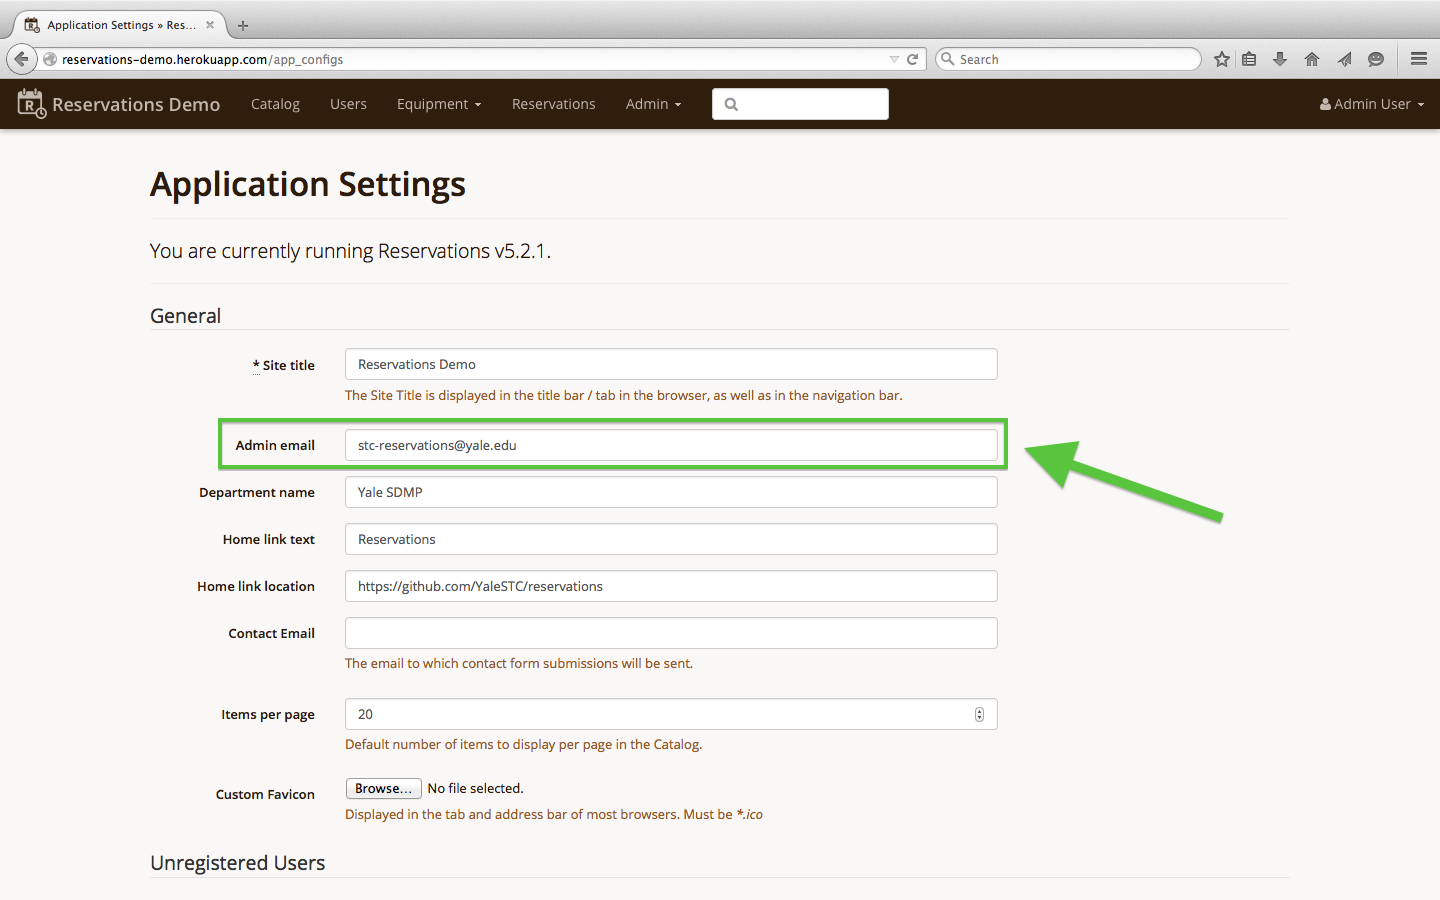 Application Settings » Res...
reservations-demo.herokuapp.com/app_configs
Search
Reservations Demo Catalog Users Equipment Reservations Admin Admin User
Application Settings
You are currently running Reservations v5.2.1.
General
* Site title Reservations Demo
The Site Title is displayed in the title bar / tab in the browser, as well as in the navigation bar.
Admin email stc-reservations@yale.edu
Department name Yale SDMP
Home link text Reservations
Home link location https://github.com/YaleSTC/reservations
Contact Email
The email to which contact form submissions will be sent.
Items per page 20
Default number of items to display per page in the Catalog.
Custom Favicon Browse... No file selected.
Displayed in the tab and address bar of most browsers. Must be *.ico
Unregistered Users